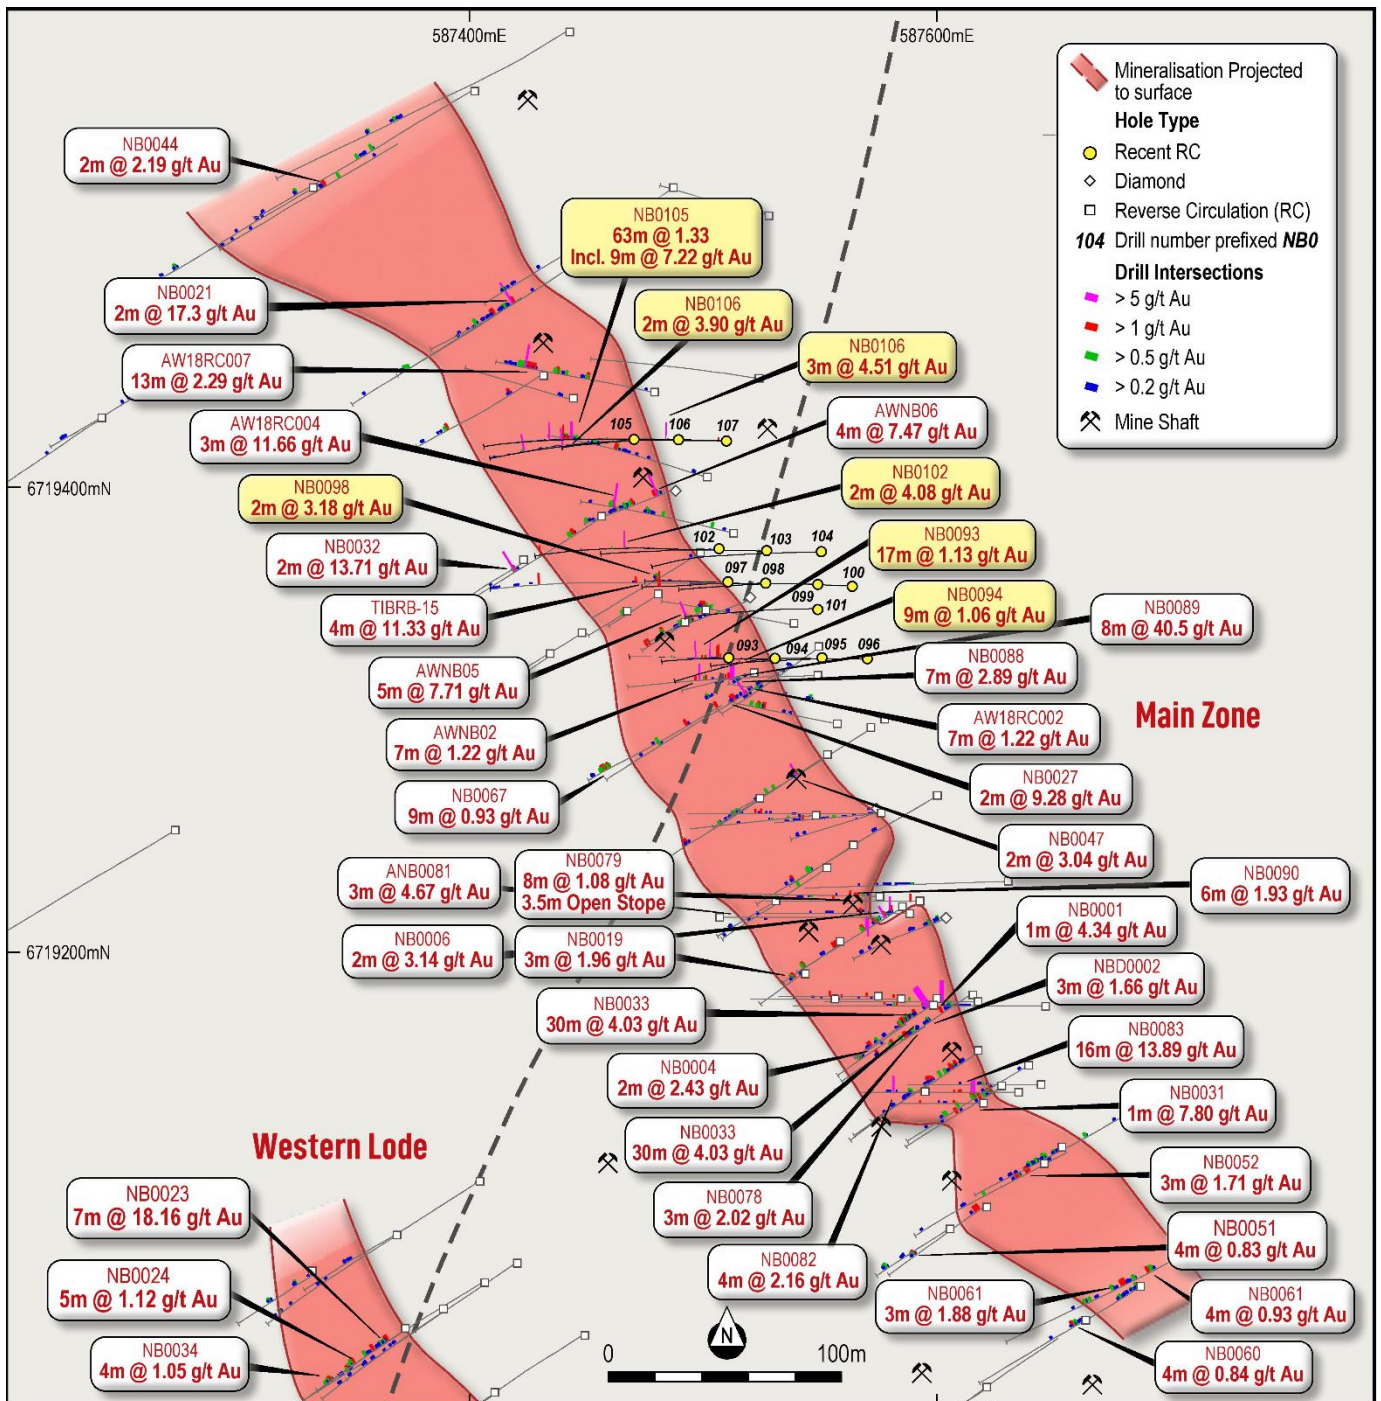 587400mE
587600mE
Mineralisation Projected
to surface
Hole Type
Recent RC
Diamond
Reverse Circulation (RC)
104 Drill number prefixed NB0
Drill Intersections
> 5 g/t Au
> 1 g/t Au
> 0.5 g/t Au
> 0.2 g/t Au
Mine Shaft
NB0044
2m @ 2.19 g/t Au
NB0105
63m @ 1.33
Incl. 9m @ 7.22 g/t Au
NB0021
2m @ 17.3 g/t Au
NB0106
2m @ 3.90 g/t Au
NB0106
3m @ 4.51 g/t Au
AW18RC007
13m @ 2.29 g/t Au
AW18RC004
3m @ 11.66 g/t Au
105
106
107
AWNB06
4m @ 7.47 g/t Au
6719400mN
NB0098
2m @ 3.18 g/t Au
NB0102
2m @ 4.08 g/t Au
NB0032
2m @ 13.71 g/t Au
102
103
104
NB0093
17m @ 1.13 g/t Au
097
098
099
100
101
TIBRB-15
4m @ 11.33 g/t Au
NB0094
9m @ 1.06 g/t Au
NB0089
8m @ 40.5 g/t Au
093
094
095
096
AWNB05
5m @ 7.71 g/t Au
NB0088
7m @ 2.89 g/t Au
AWNB02
7m @ 1.22 g/t Au
AW18RC002
7m @ 1.22 g/t Au
Main Zone
NB0067
9m @ 0.93 g/t Au
NB0027
2m @ 9.28 g/t Au
NB0047
2m @ 3.04 g/t Au
ANB0081
3m @ 4.67 g/t Au
NB0079
8m @ 1.08 g/t Au
3.5m Open Stope
NB0090
6m @ 1.93 g/t Au
NB0001
1m @ 4.34 g/t Au
6719200mN
NB0006
2m @ 3.14 g/t Au
NB0019
3m @ 1.96 g/t Au
NBD0002
3m @ 1.66 g/t Au
NB0033
30m @ 4.03 g/t Au
NB0083
16m @ 13.89 g/t Au
NB0004
2m @ 2.43 g/t Au
NB0031
1m @ 7.80 g/t Au
NB0033
30m @ 4.03 g/t Au
Western Lode
NB0052
3m @ 1.71 g/t Au
NB0023
7m @ 18.16 g/t Au
NB0078
3m @ 2.02 g/t Au
NB0051
4m @ 0.83 g/t Au
NB0082
4m @ 2.16 g/t Au
NB0024
5m @ 1.12 g/t Au
NB0061
3m @ 1.88 g/t Au
NB0061
4m @ 0.93 g/t Au
NB0034
4m @ 1.05 g/t Au
NB0060
4m @ 0.84 g/t Au
N
0
100m